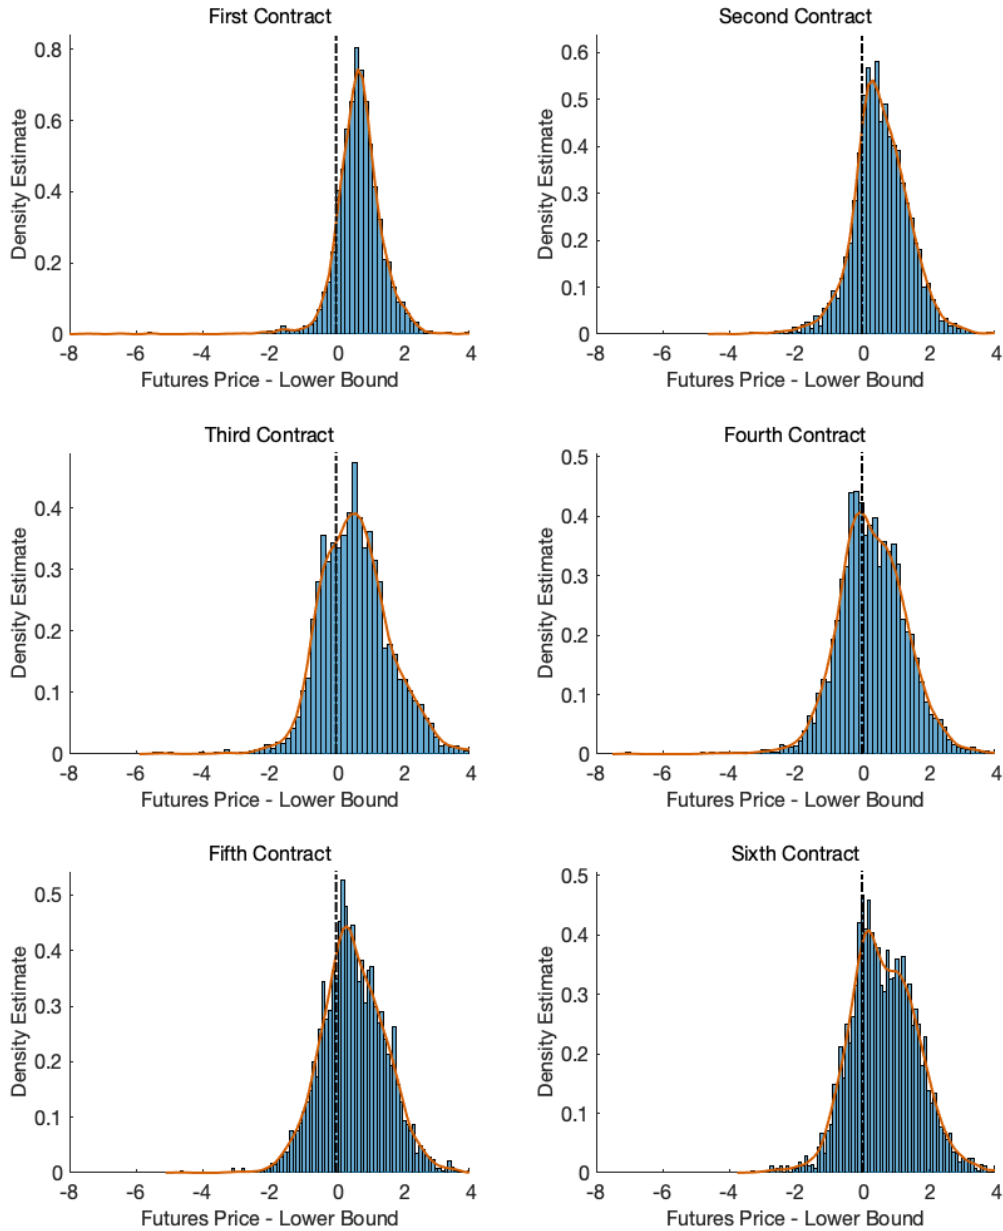 First Contract
0.8
0.6
0.4
0.2
0
-8 -6 -4 -2 0 2 4
Density Estimate
Futures Price - Lower Bound
Second Contract
0.6
0.5
0.4
0.3
0.2
0.1
0
-8 -6 -4 -2 0 2 4
Density Estimate
Futures Price - Lower Bound
Third Contract
0.4
0.3
0.2
0.1
0
-8 -6 -4 -2 0 2 4
Density Estimate
Futures Price - Lower Bound
Fourth Contract
0.5
0.4
0.3
0.2
0.1
0
-8 -6 -4 -2 0 2 4
Density Estimate
Futures Price - Lower Bound
Fifth Contract
0.5
0.4
0.3
0.2
0.1
0
-8 -6 -4 -2 0 2 4
Density Estimate
Futures Price - Lower Bound
Sixth Contract
0.5
0.4
0.3
0.2
0.1
0
-8 -6 -4 -2 0 2 4
Density Estimate
Futures Price - Lower Bound